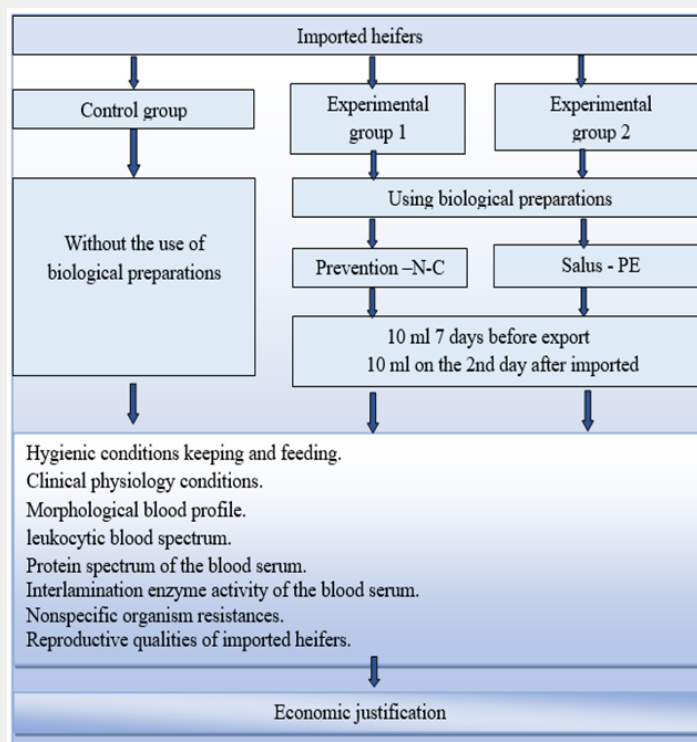 Imported heifers
Control group
Experimental
group 1
Experimental
group 2
Without the use of
biological preparations
Using biological preparations
Prevention –N-C
Salus - PE
10 ml 7 days before export
10 ml on the 2nd day after imported
Hygienic conditions keeping and feeding.
Clinical physiology conditions.
Morphological blood profile.
leukocytic blood spectrum.
Protein spectrum of the blood serum.
Interlamination enzyme activity of the blood serum.
Nonspecific organism resistances.
Reproductive qualities of imported heifers.
Economic justification